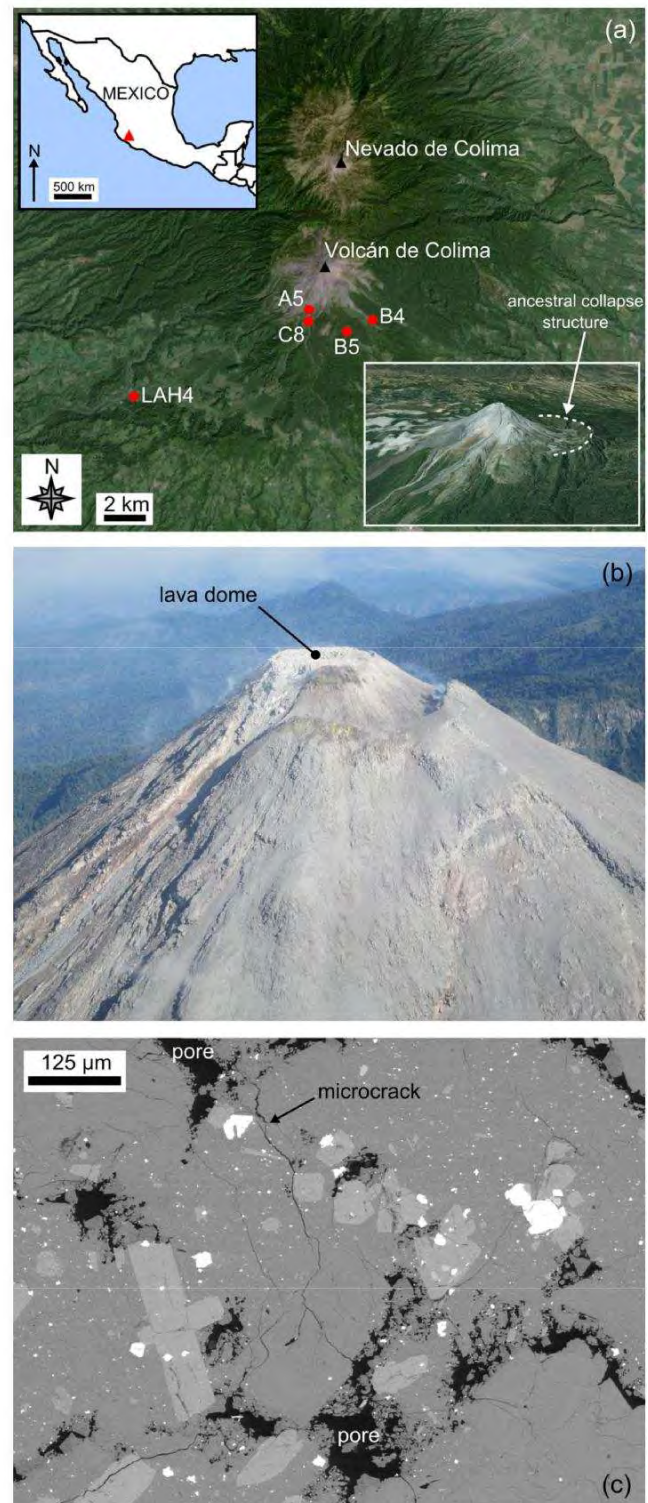 (a)
MEXICO
N
500 km
Nevado de Colima
Volcán de Colima
A5
C8
B4
B5
ancestral collapse
structure
LAH4
N
2 km
(b)
lava dome
125 µm
pore
microcrack
pore
(c)